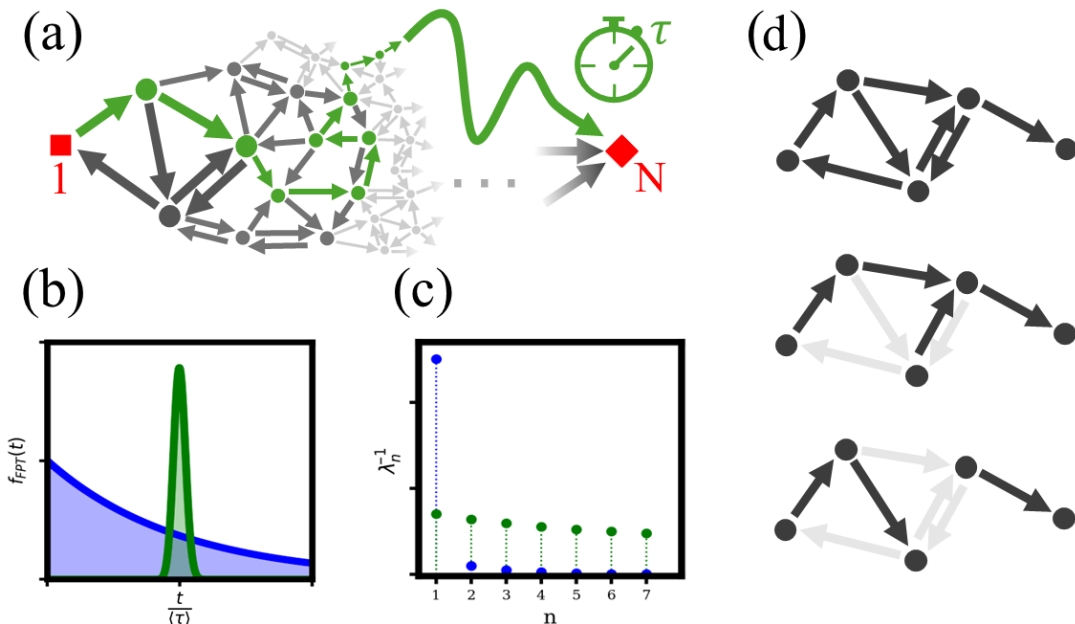 (a)
τ
1
N
(b)
f_FPT(t)
t
⟨τ⟩
(c)
λ_n^{-1}
1 2 3 4 5 6 7
n
(d)